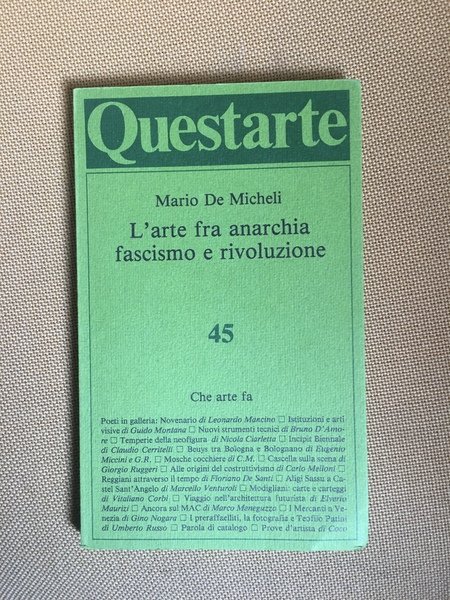 Questarte
Mario De Micheli
L'arte fra anarchia
fascismo e rivoluzione
45
Che arte fa
Poeti in galleria: Novenario di Leonardo Mancino □ Istituzioni e arti
visive di Guido Montana □ Nuovi strumenti tecnici di Bruno D'Amo-
re □ Temperie della neofigura di Nicola Ciarletta □ Incipit Biennale
di Claudio Cerritelli □ Beuys tra Bologna e Bolognano di Eugenio
Miccini e G.R. □ Mosche cocchiere di C.M. □ Cascella sulla scena di
Giorgio Ruggeri □ Alle origini del costruttivismo di Carlo Melloni □
Reggiani attraverso il tempo di Floriano De Santi □ Aligi Sassu a Ca-
stel Sant'Angelo di Marcello Venturoli □ Modigliani: carte e carteggi
di Vitaliano Corbi □ Viaggio nell'architettura futurista di Elverio
Maurizi □ Ancora sul MAC di Marco Meneguzzo □ I Mercanti a Ve-
nezia di Gino Nogara □ I preraffaelliti, la fotografia e Teofilo Patini
di Umberto Russo □ Parola di catalogo □ Prove d'artista di Coco